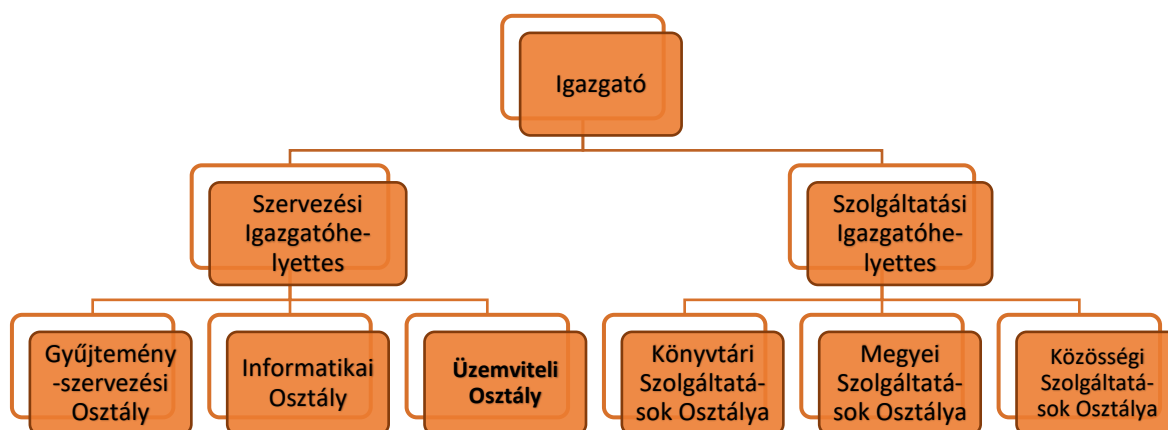 Igazgató
Szervezési
Igazgatóhe-
lyettes
Szolgáltatási
Igazgatóhe-
lyettes
Gyűjtemény
-szervezési
Osztály
Informatikai
Osztály
Üzemviteli
Osztály
Könyvtári
Szolgáltatá-
sok Osztálya
Megyei
Szolgáltatá-
sok Osztálya
Közösségi
Szolgáltatá-
sok Osztálya